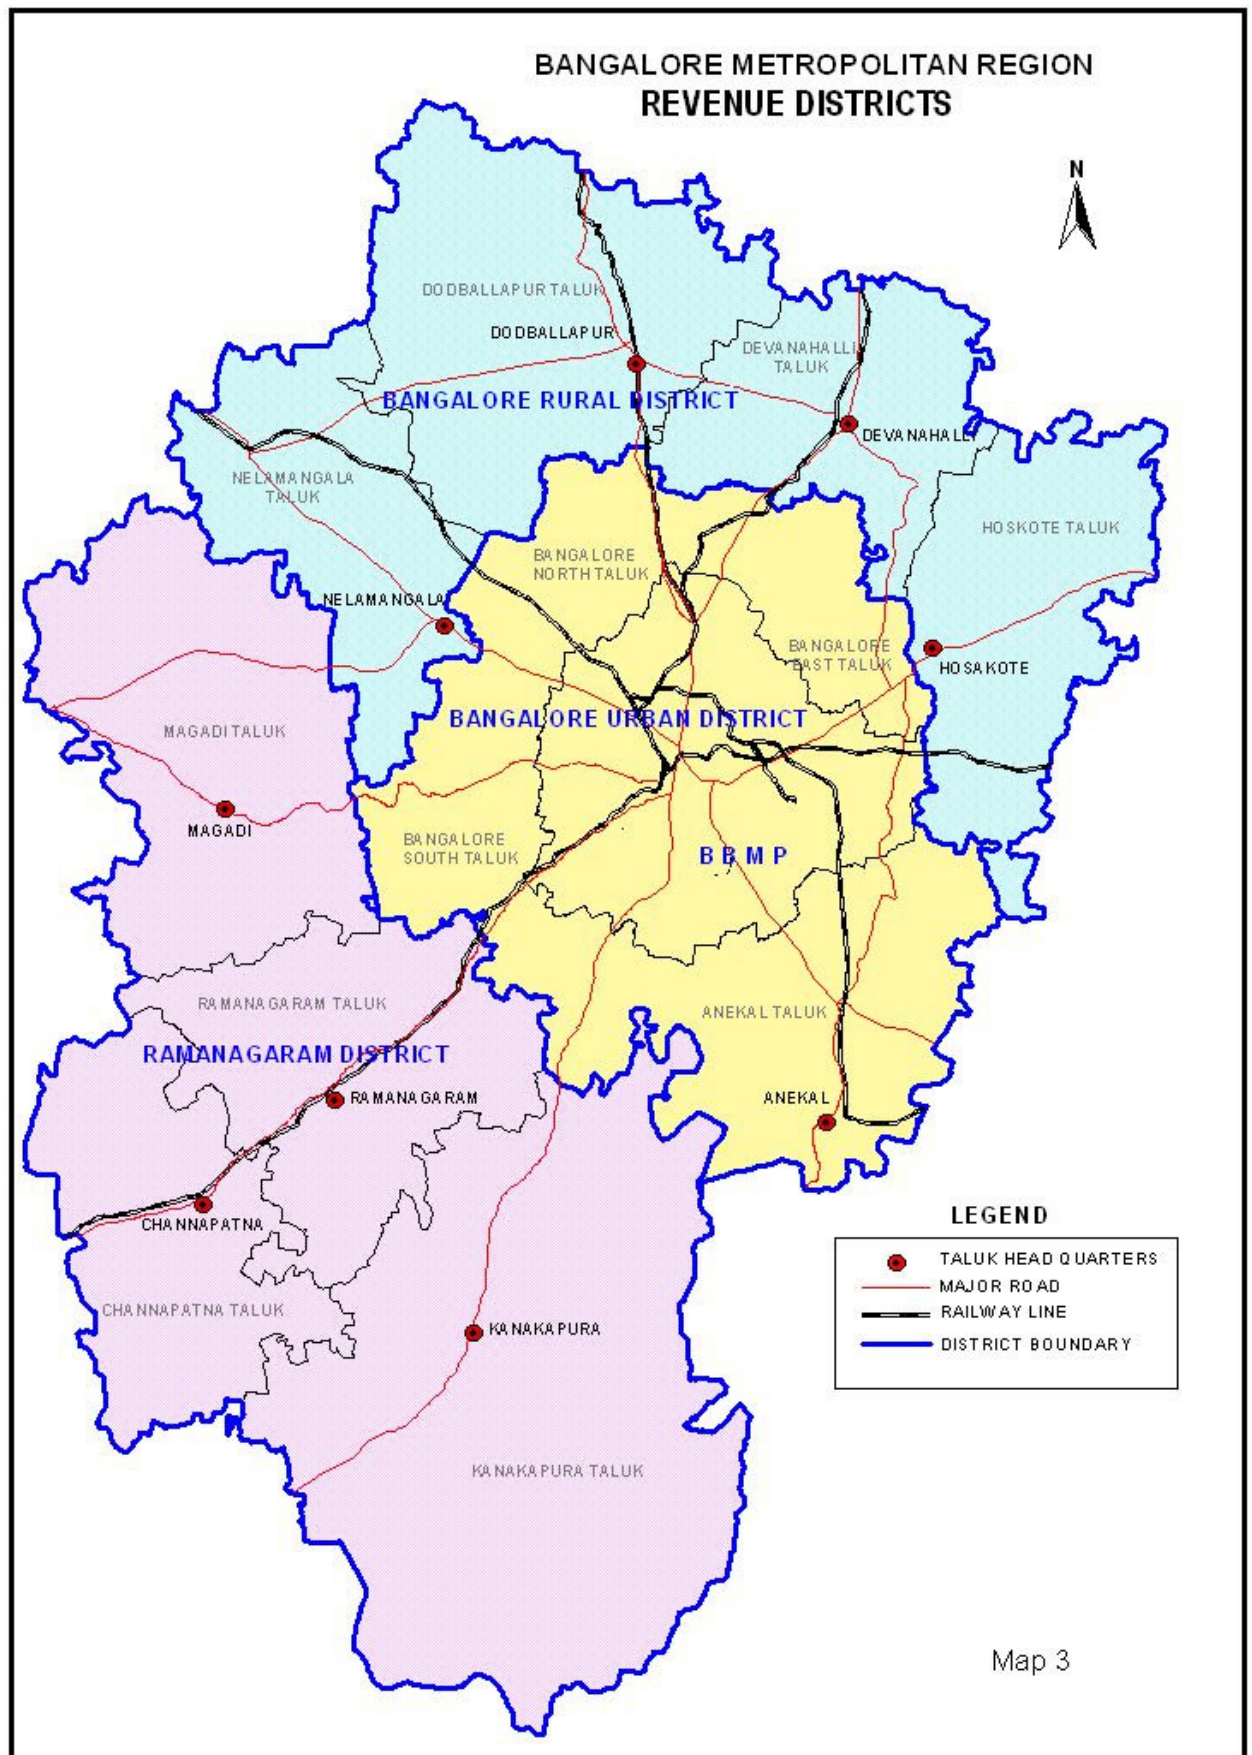 BANGALORE METROPOLITAN REGION
REVENUE DISTRICTS
N
DODBALLAPUR TALUK
DODBALLAPUR
DEVANAHALLI
TALUK
BANGALORE RURAL DISTRICT
DEVANAHALLI
NELAMANGALA
TALUK
HOSKOTE TALUK
BANGALORE
NORTH TALUK
NELAMANGALA
BANGALORE
EAST TALUK
HOSAKOTE
BANGALORE URBAN DISTRICT
MAGADI TALUK
MAGADI
BANGALORE
SOUTH TALUK
B B M P
RAMANAGARAM TALUK
ANEKAL TALUK
RAMANAGARAM DISTRICT
RAMANAGARAM
ANEKAL
CHANNAPATNA
CHANNAPATNA TALUK
KANAKAPURA
KANAKAPURA TALUK
LEGEND
TALUK HEAD QUARTERS
MAJOR ROAD
RAILWAY LINE
DISTRICT BOUNDARY
Map 3